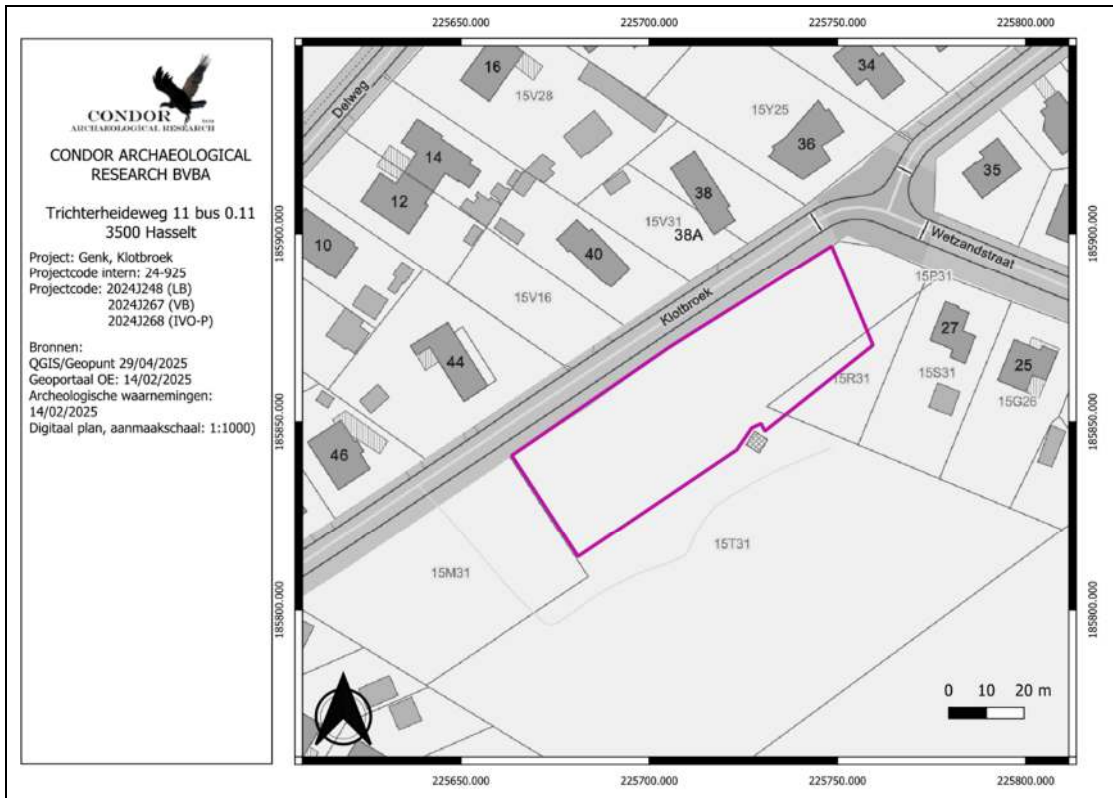 CONDOR
bvba
ARCHAEOLOGICAL RESEARCH
CONDOR ARCHAEOLOGICAL
RESEARCH BVBA
Trichterheideweg 11 bus 0.11
3500 Hasselt
Project: Genk, Klotbroek
Projectcode intern: 24-925
Projectcode: 2024J248 (LB)
2024J267 (VB)
2024J268 (IVO-P)
Bronnen:
QGIS/Geopunt 29/04/2025
Geoportaal OE: 14/02/2025
Archeologische waarnemingen:
14/02/2025
Digitaal plan, aanmaakschaal: 1:1000)
225650.000 225700.000 225750.000 225800.000
185900.000
185850.000
185800.000
Delweg
16
15V28
34
15Y25
36
35
14
12
38
15V31
38A
10
40
Wetzandstraat
15V16
Klotbroek
15P31
27
44
15R31
15S31
25
15G26
46
15T31
15M31
0 10 20 m
185900.000
185850.000
185800.000
225650.000 225700.000 225750.000 225800.000